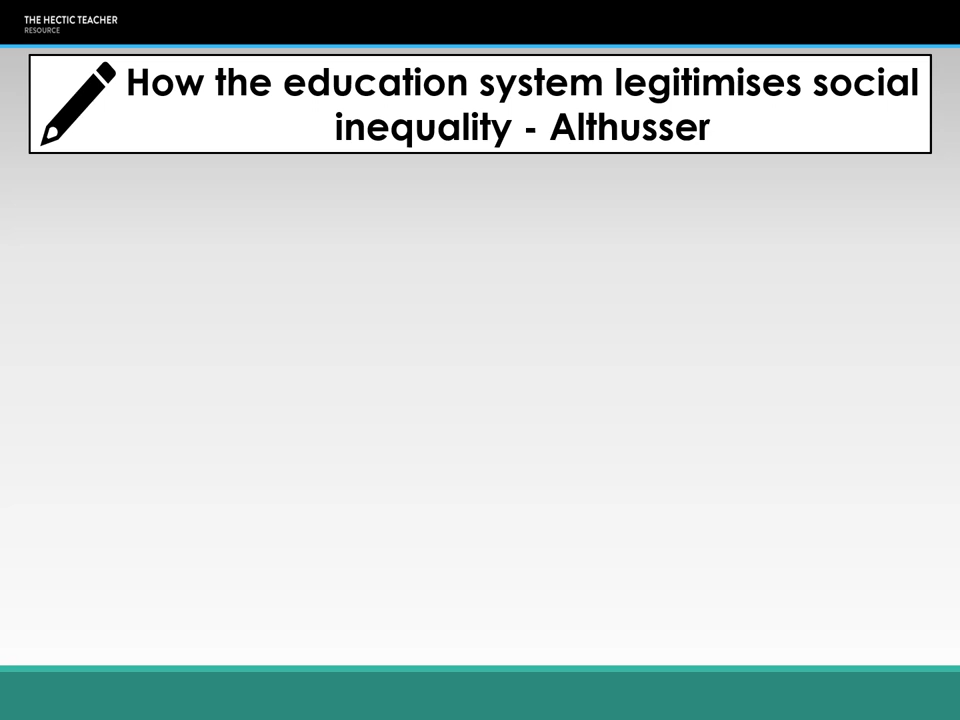 THE HECTIC TEACHER
RESOURCE
How the education system legitimises social
inequality - Althusser